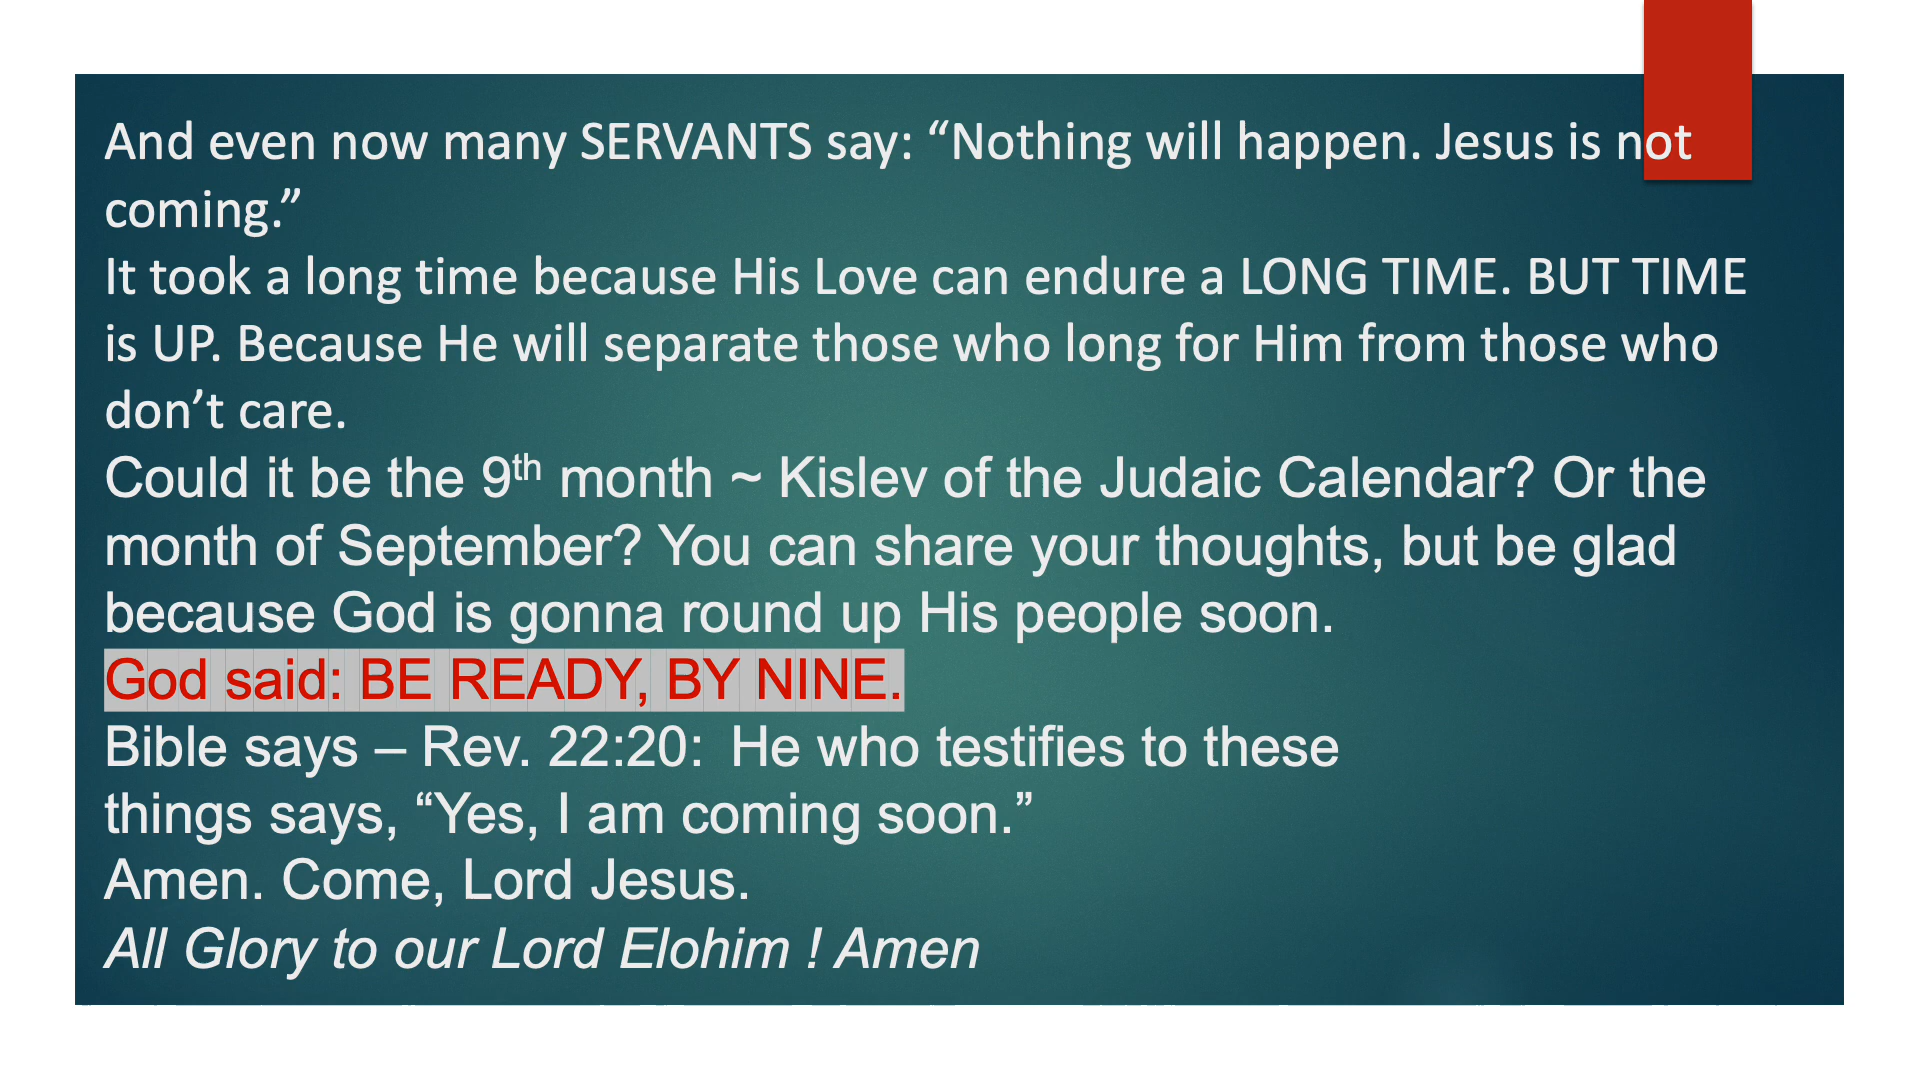 And even now many SERVANTS say: “Nothing will happen. Jesus is not
coming.”
It took a long time because His Love can endure a LONG TIME. BUT TIME
is UP. Because He will separate those who long for Him from those who
don’t care.
Could it be the 9th month ~ Kislev of the Judaic Calendar? Or the
month of September? You can share your thoughts, but be glad
because God is gonna round up His people soon.
God said: BE READY, BY NINE.
Bible says – Rev. 22:20:  He who testifies to these
things says, “Yes, I am coming soon.”
Amen. Come, Lord Jesus.
All Glory to our Lord Elohim ! Amen